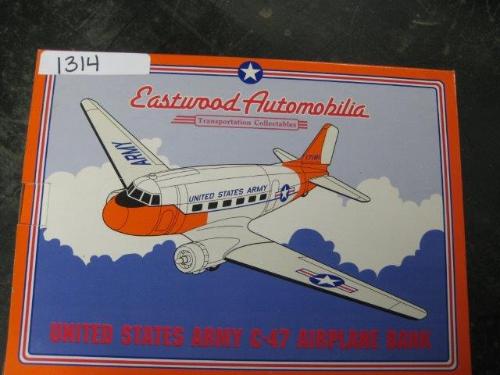 1314
Eastwood Automobilia
Transportation Collectables
ARMY
UNITED STATES ARMY
UNITED STATES ARMY C-47 AIRPLANE BANK